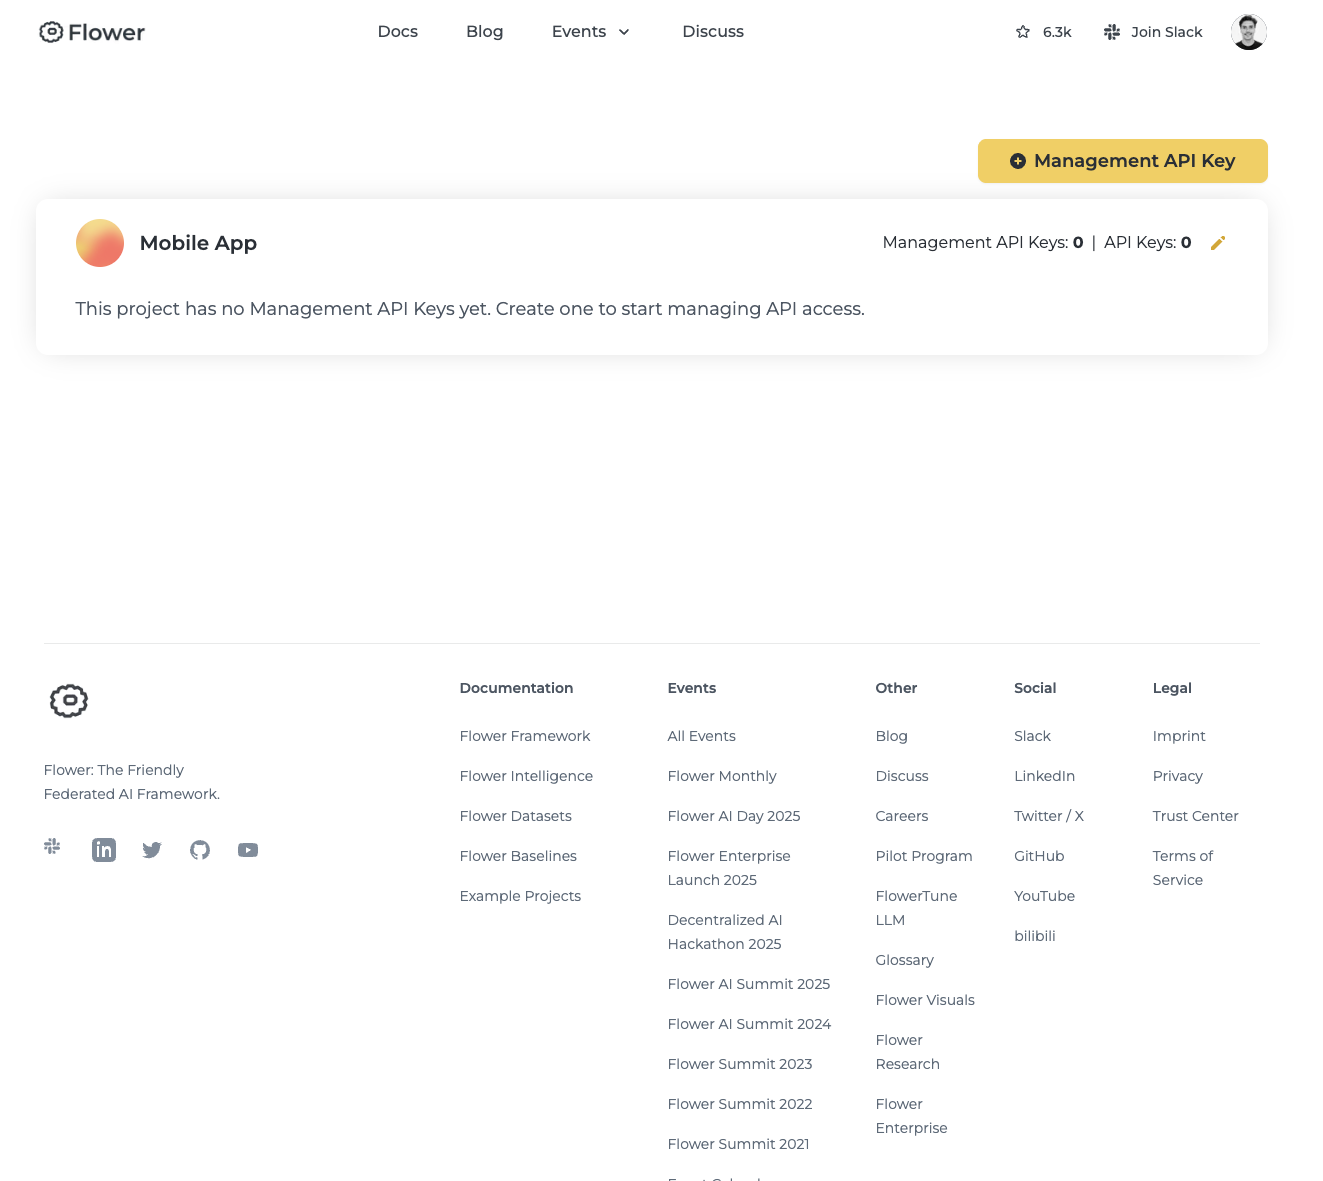 Flower
Docs
Blog
Events
Discuss
6.3k
Join Slack
Management API Key
Mobile App
Management API Keys: 0 | API Keys: 0
This project has no Management API Keys yet. Create one to start managing API access.
Flower: The Friendly
Federated AI Framework.
Documentation
Flower Framework
Flower Intelligence
Flower Datasets
Flower Baselines
Example Projects
Events
All Events
Flower Monthly
Flower AI Day 2025
Flower Enterprise
Launch 2025
Decentralized AI
Hackathon 2025
Flower AI Summit 2025
Flower AI Summit 2024
Flower Summit 2023
Flower Summit 2022
Flower Summit 2021
Other
Blog
Discuss
Careers
Pilot Program
FlowerTune
LLM
Glossary
Flower Visuals
Flower
Research
Flower
Enterprise
Social
Slack
LinkedIn
Twitter / X
GitHub
YouTube
bilibili
Legal
Imprint
Privacy
Trust Center
Terms of
Service